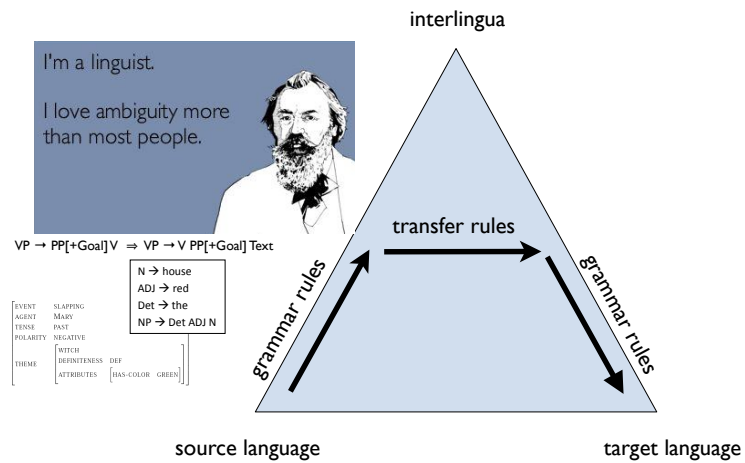 interlingua
I'm a linguist.
I love ambiguity more
than most people.
transfer rules
VP → PP[+Goal] V ⇒ VP → V PP[+Goal] Text
N → house
ADJ → red
Det → the
NP → Det ADJ N
EVENT SLAPPING
AGENT MARY
TENSE PAST
POLARITY NEGATIVE
THEME
WITCH
DEFINITENESS DEF
ATTRIBUTES [HAS-COLOR GREEN]
grammar rules
grammar rules
source language
target language